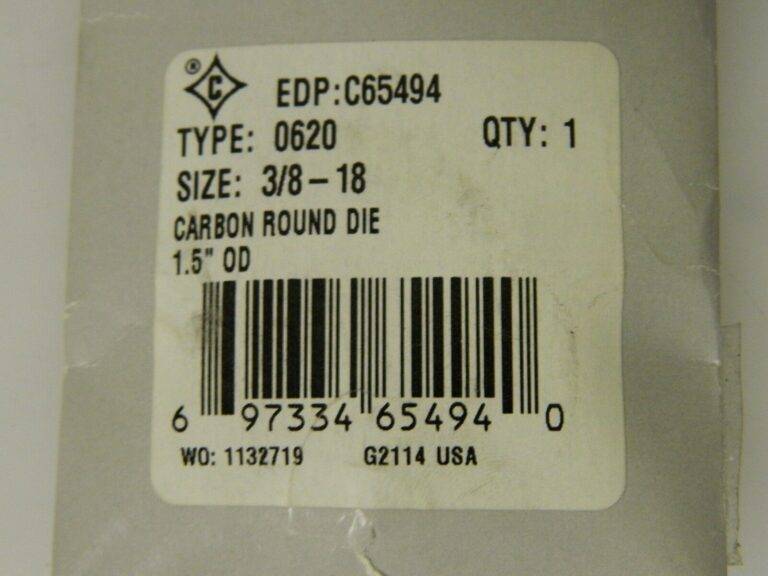 ® C EDP:C65494
TYPE: 0620 QTY: 1
SIZE: 3/8-18
CARBON ROUND DIE
1.5" OD
6 97334 65494 0
WO: 1132719 G2114 USA